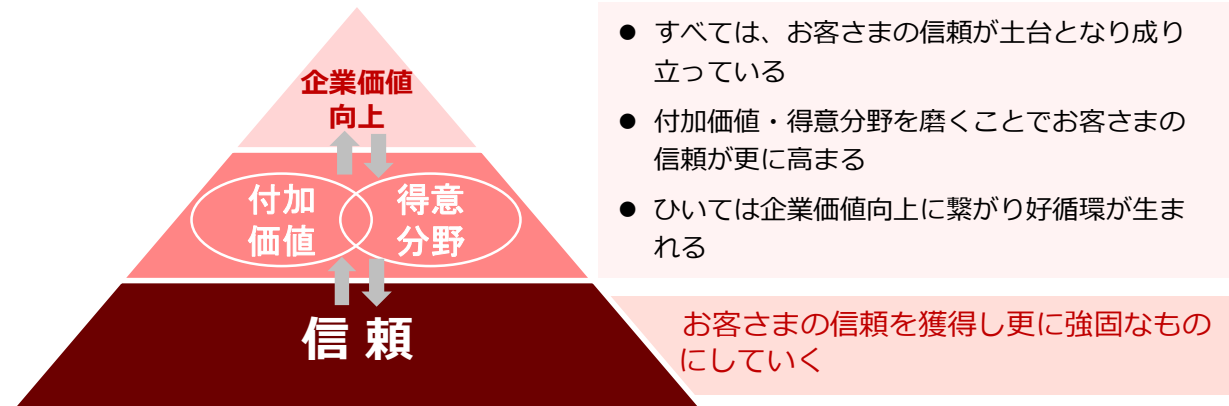 企業価値
向上
付加
価値
得意
分野
信 頼
● すべては、お客さまの信頼が土台となり成り
立っている
● 付加価値・得意分野を磨くことでお客さまの
信頼が更に高まる
● ひいては企業価値向上に繋がり好循環が生ま
れる
お客さまの信頼を獲得し更に強固なもの
にしていく